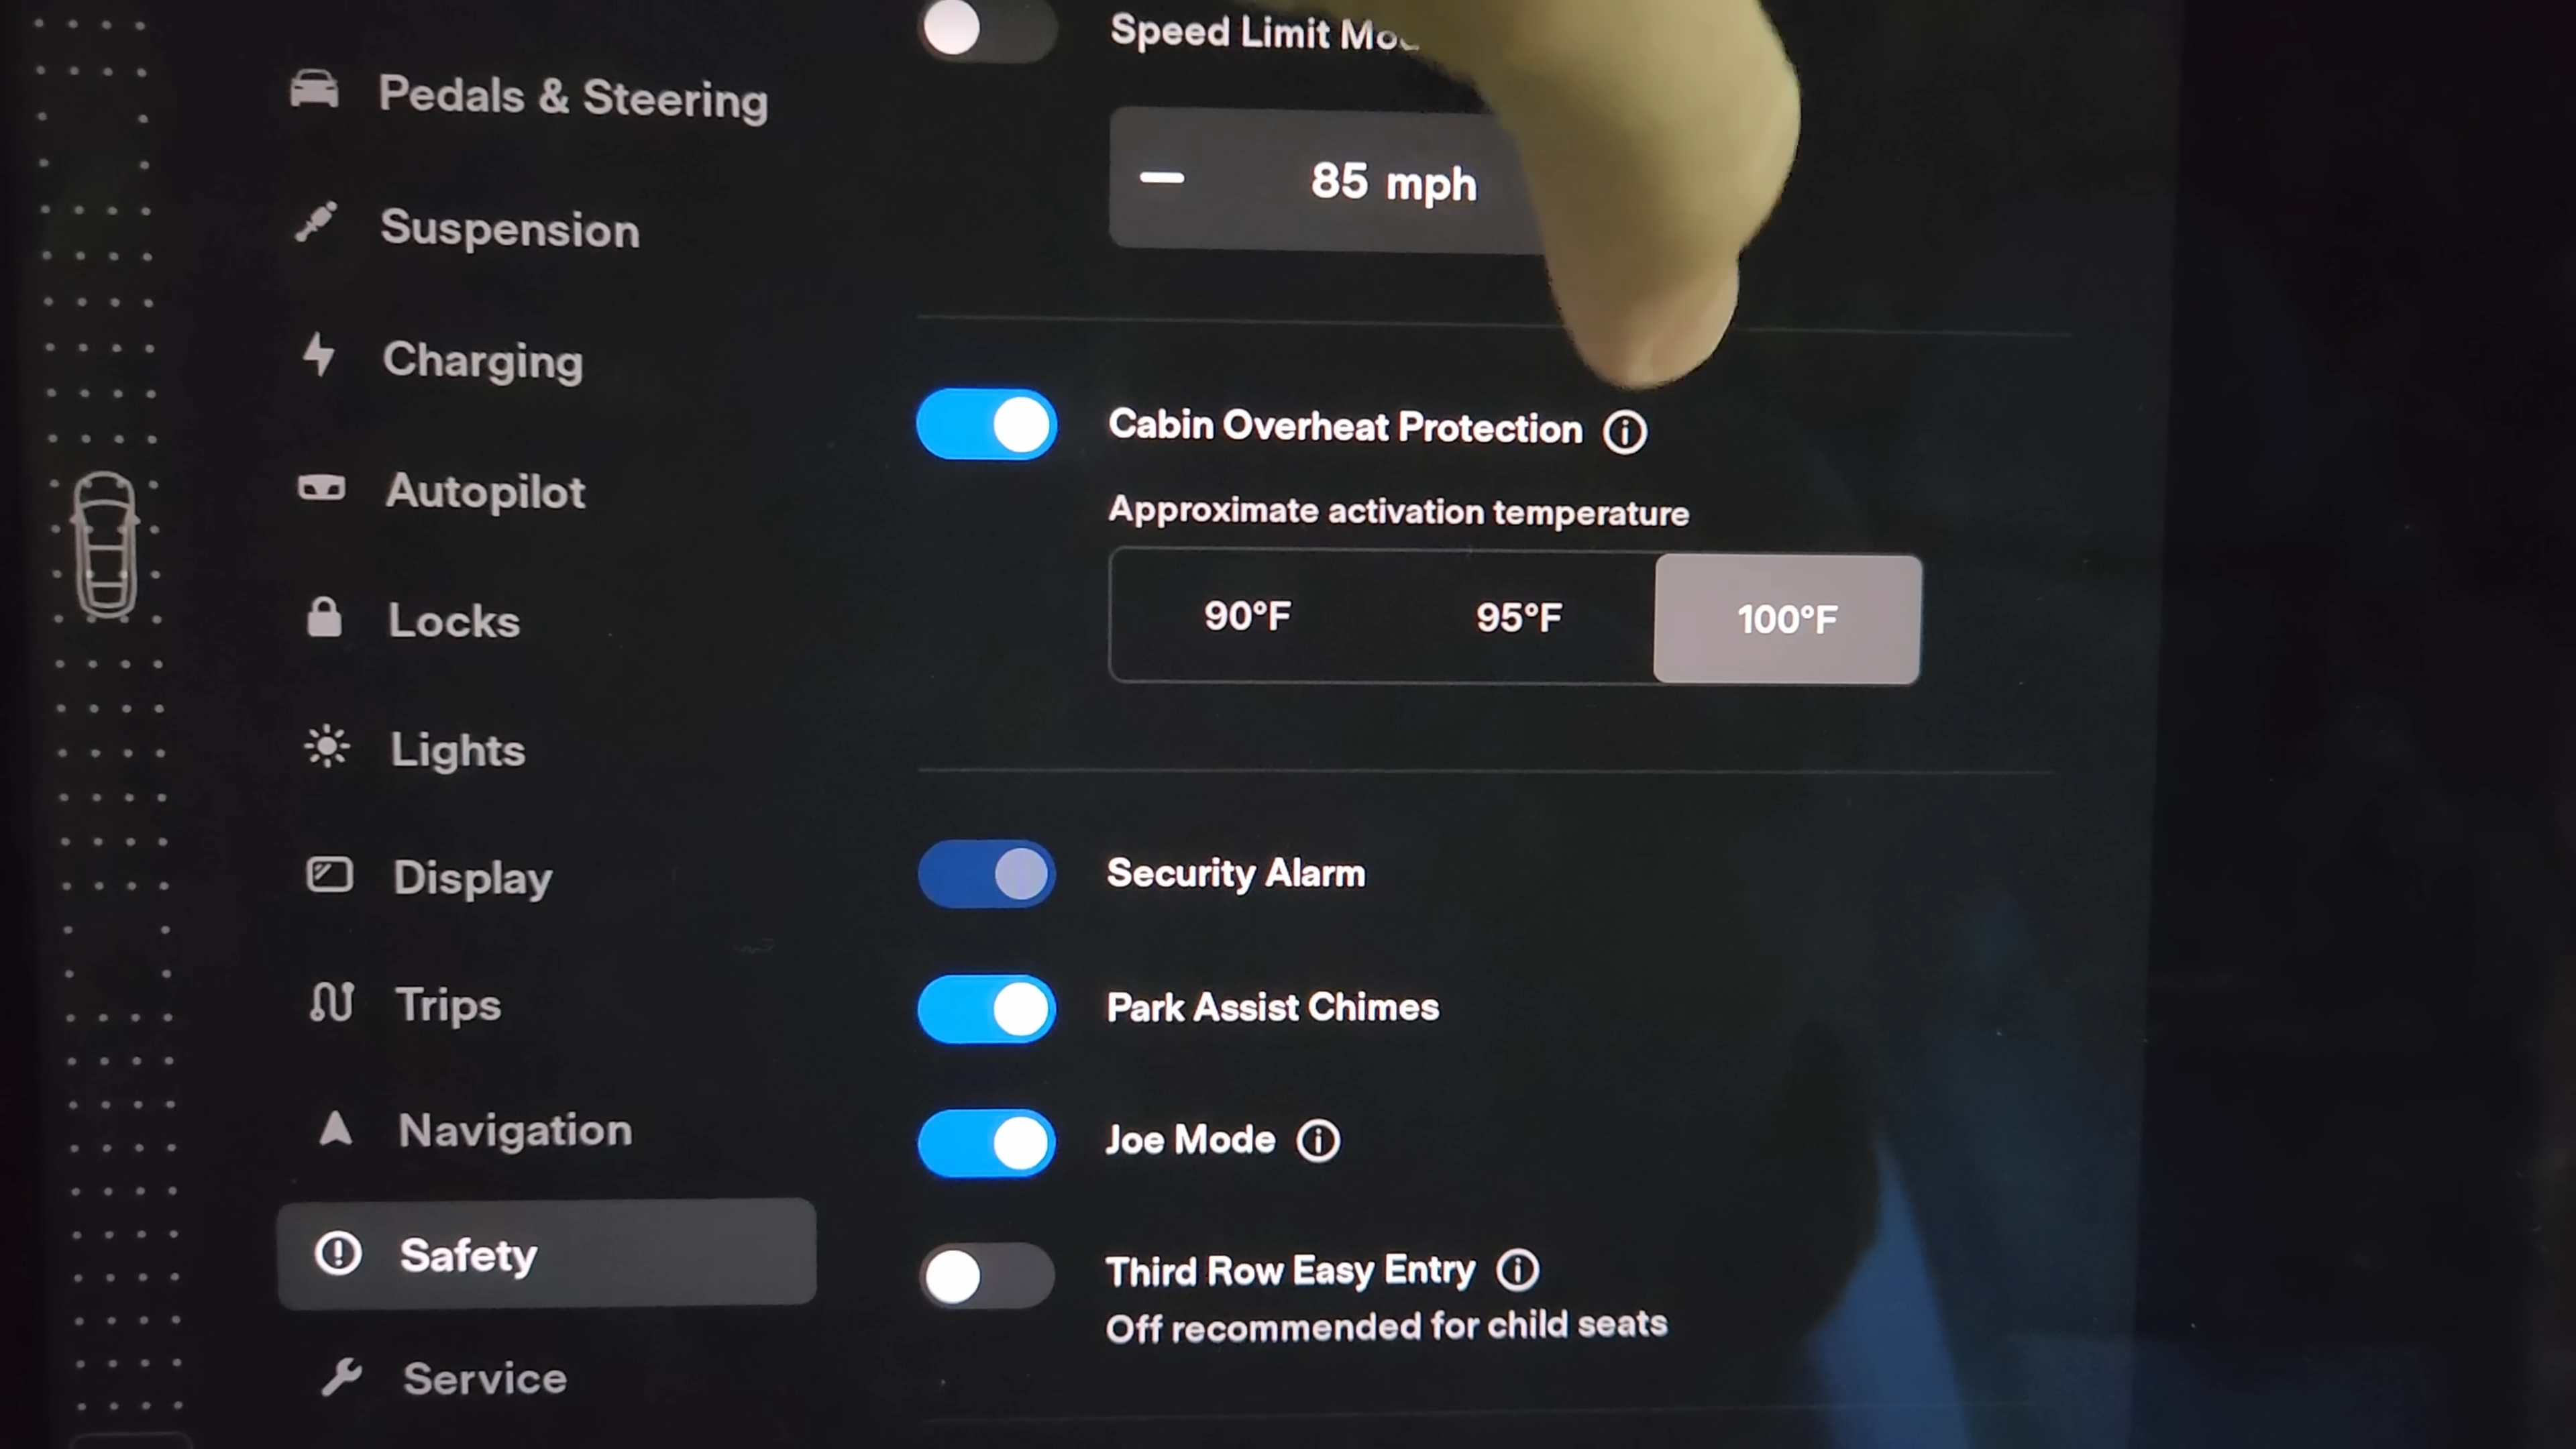 Pedals & Steering
Suspension
Charging
Autopilot
Locks
Lights
Display
Trips
Navigation
Safety
Service
Speed Limit
85 mph
Cabin Overheat Protection
Approximate activation temperature
90°F 95°F 100°F
Security Alarm
Park Assist Chimes
Joe Mode
Third Row Easy Entry
Off recommended for child seats